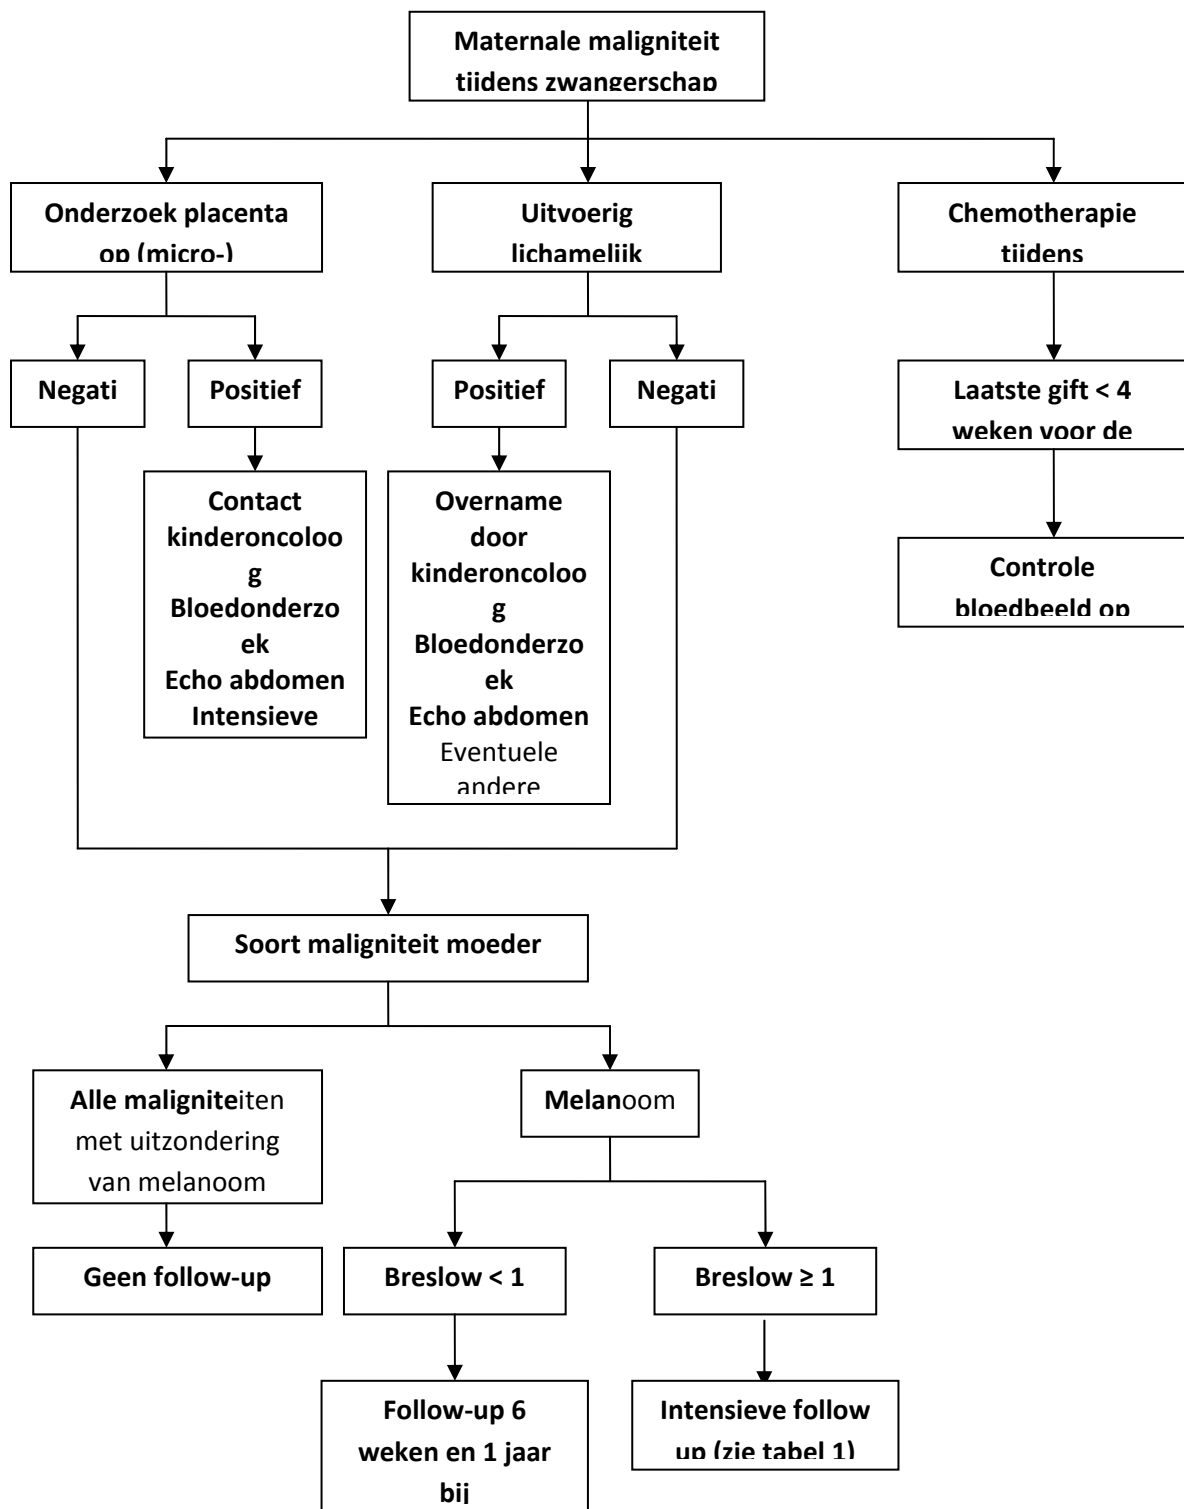 Maternale maligniteit
tijdens zwangerschap
Onderzoek placenta
op (micro-)
Uitvoerig
lichamelijk
Chemotherapie
tijdens
Negati
Positief
Positief
Negati
Laatste gift < 4
weken voor de
Contact
kinderoncoloo
g
Bloedonderzo
ek
Echo abdomen
Intensieve
Overname
door
kinderoncoloo
g
Bloedonderzo
ek
Echo abdomen
Eventuele
andere
Controle
bloedbeeld op
Soort maligniteit moeder
Alle maligniteiten
met uitzondering
van melanoom
Melanoom
Geen follow-up
Breslow < 1
Breslow ≥ 1
Follow-up 6
weken en 1 jaar
bij
Intensieve follow
up (zie tabel 1)